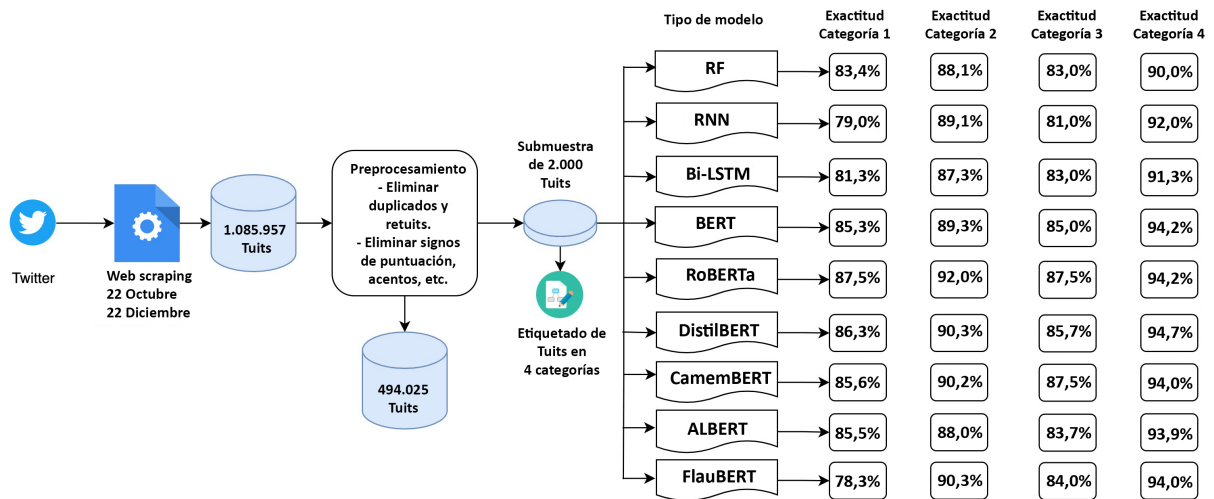 Twitter
Web scraping
22 Octubre
22 Diciembre
1.085.957
Tuits
Preprocesamiento
- Eliminar
duplicados y
retuits.
- Eliminar signos
de puntuación,
acentos, etc.
494.025
Tuits
Submuestra
de 2.000
Tuits
Etiquetado de
Tuits en
4 categorías
Tipo de modelo
Exactitud
Categoría 1
Exactitud
Categoría 2
Exactitud
Categoría 3
Exactitud
Categoría 4
RF 83,4% 88,1% 83,0% 90,0%
RNN 79,0% 89,1% 81,0% 92,0%
Bi-LSTM 81,3% 87,3% 83,0% 91,3%
BERT 85,3% 89,3% 85,0% 94,2%
RoBERTa 87,5% 92,0% 87,5% 94,2%
DistilBERT 86,3% 90,3% 85,7% 94,7%
CamemBERT 85,6% 90,2% 87,5% 94,0%
ALBERT 85,5% 88,0% 83,7% 93,9%
FlauBERT 78,3% 90,3% 84,0% 94,0%